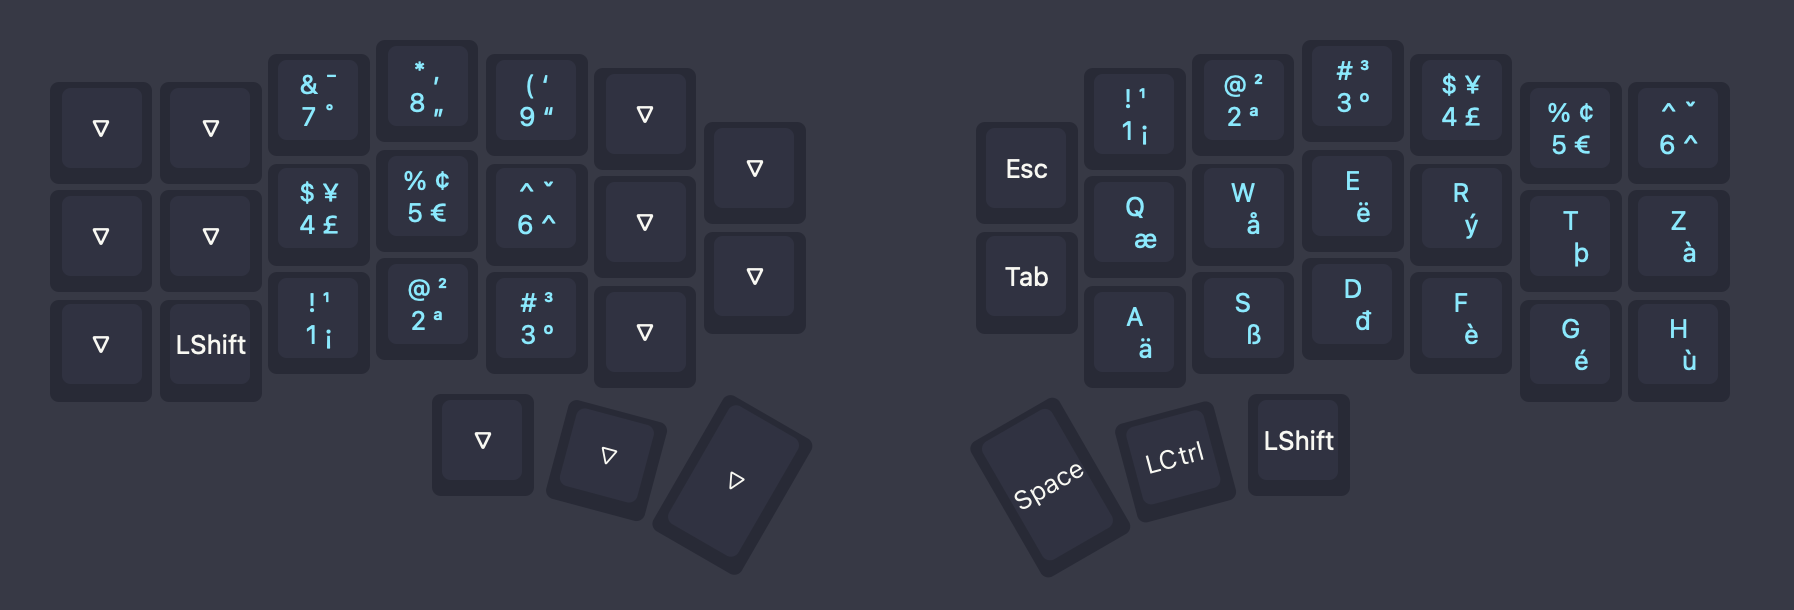 & ¯
7 °
* ,
8 „
( ‘
9 “
! ¹
1 ¡
@ ²
2 ª
# ³
3 º
$ ¥
4 £
% ¢
5 €
^ ˇ
6 ^
Esc
$ ¥
4 £
% ¢
5 €
^ ˇ
6 ^
Q
æ
W
å
E
ë
R
ý
T
þ
Z
à
Tab
LShift
! ¹
1 ¡
@ ²
2 ª
# ³
3 º
A
ä
S
ß
D
đ
F
è
G
é
H
ù
Space
LCtrl
LShift